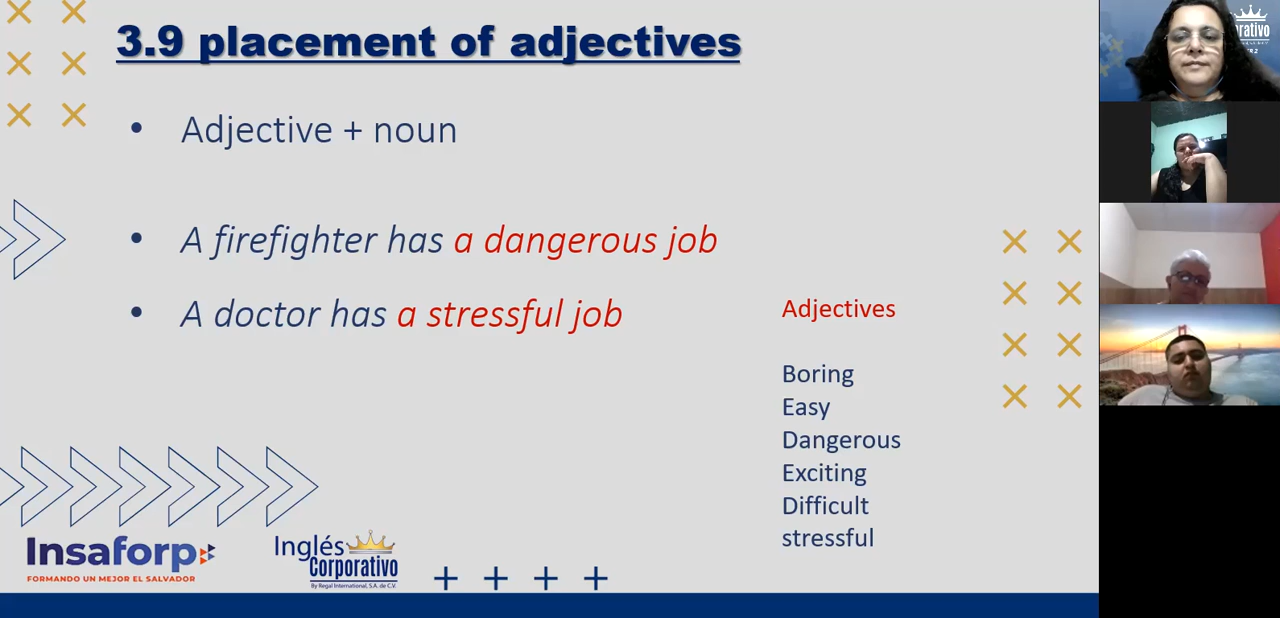 3.9 placement of adjectives
• Adjective + noun
• A firefighter has a dangerous job
• A doctor has a stressful job
Adjectives
Boring
Easy
Dangerous
Exciting
Difficult
stressful
Insaforp
FORMANDO UN MEJOR EL SALVADOR
Inglés
Corporativo
By Regal International, S.A. de C.V.